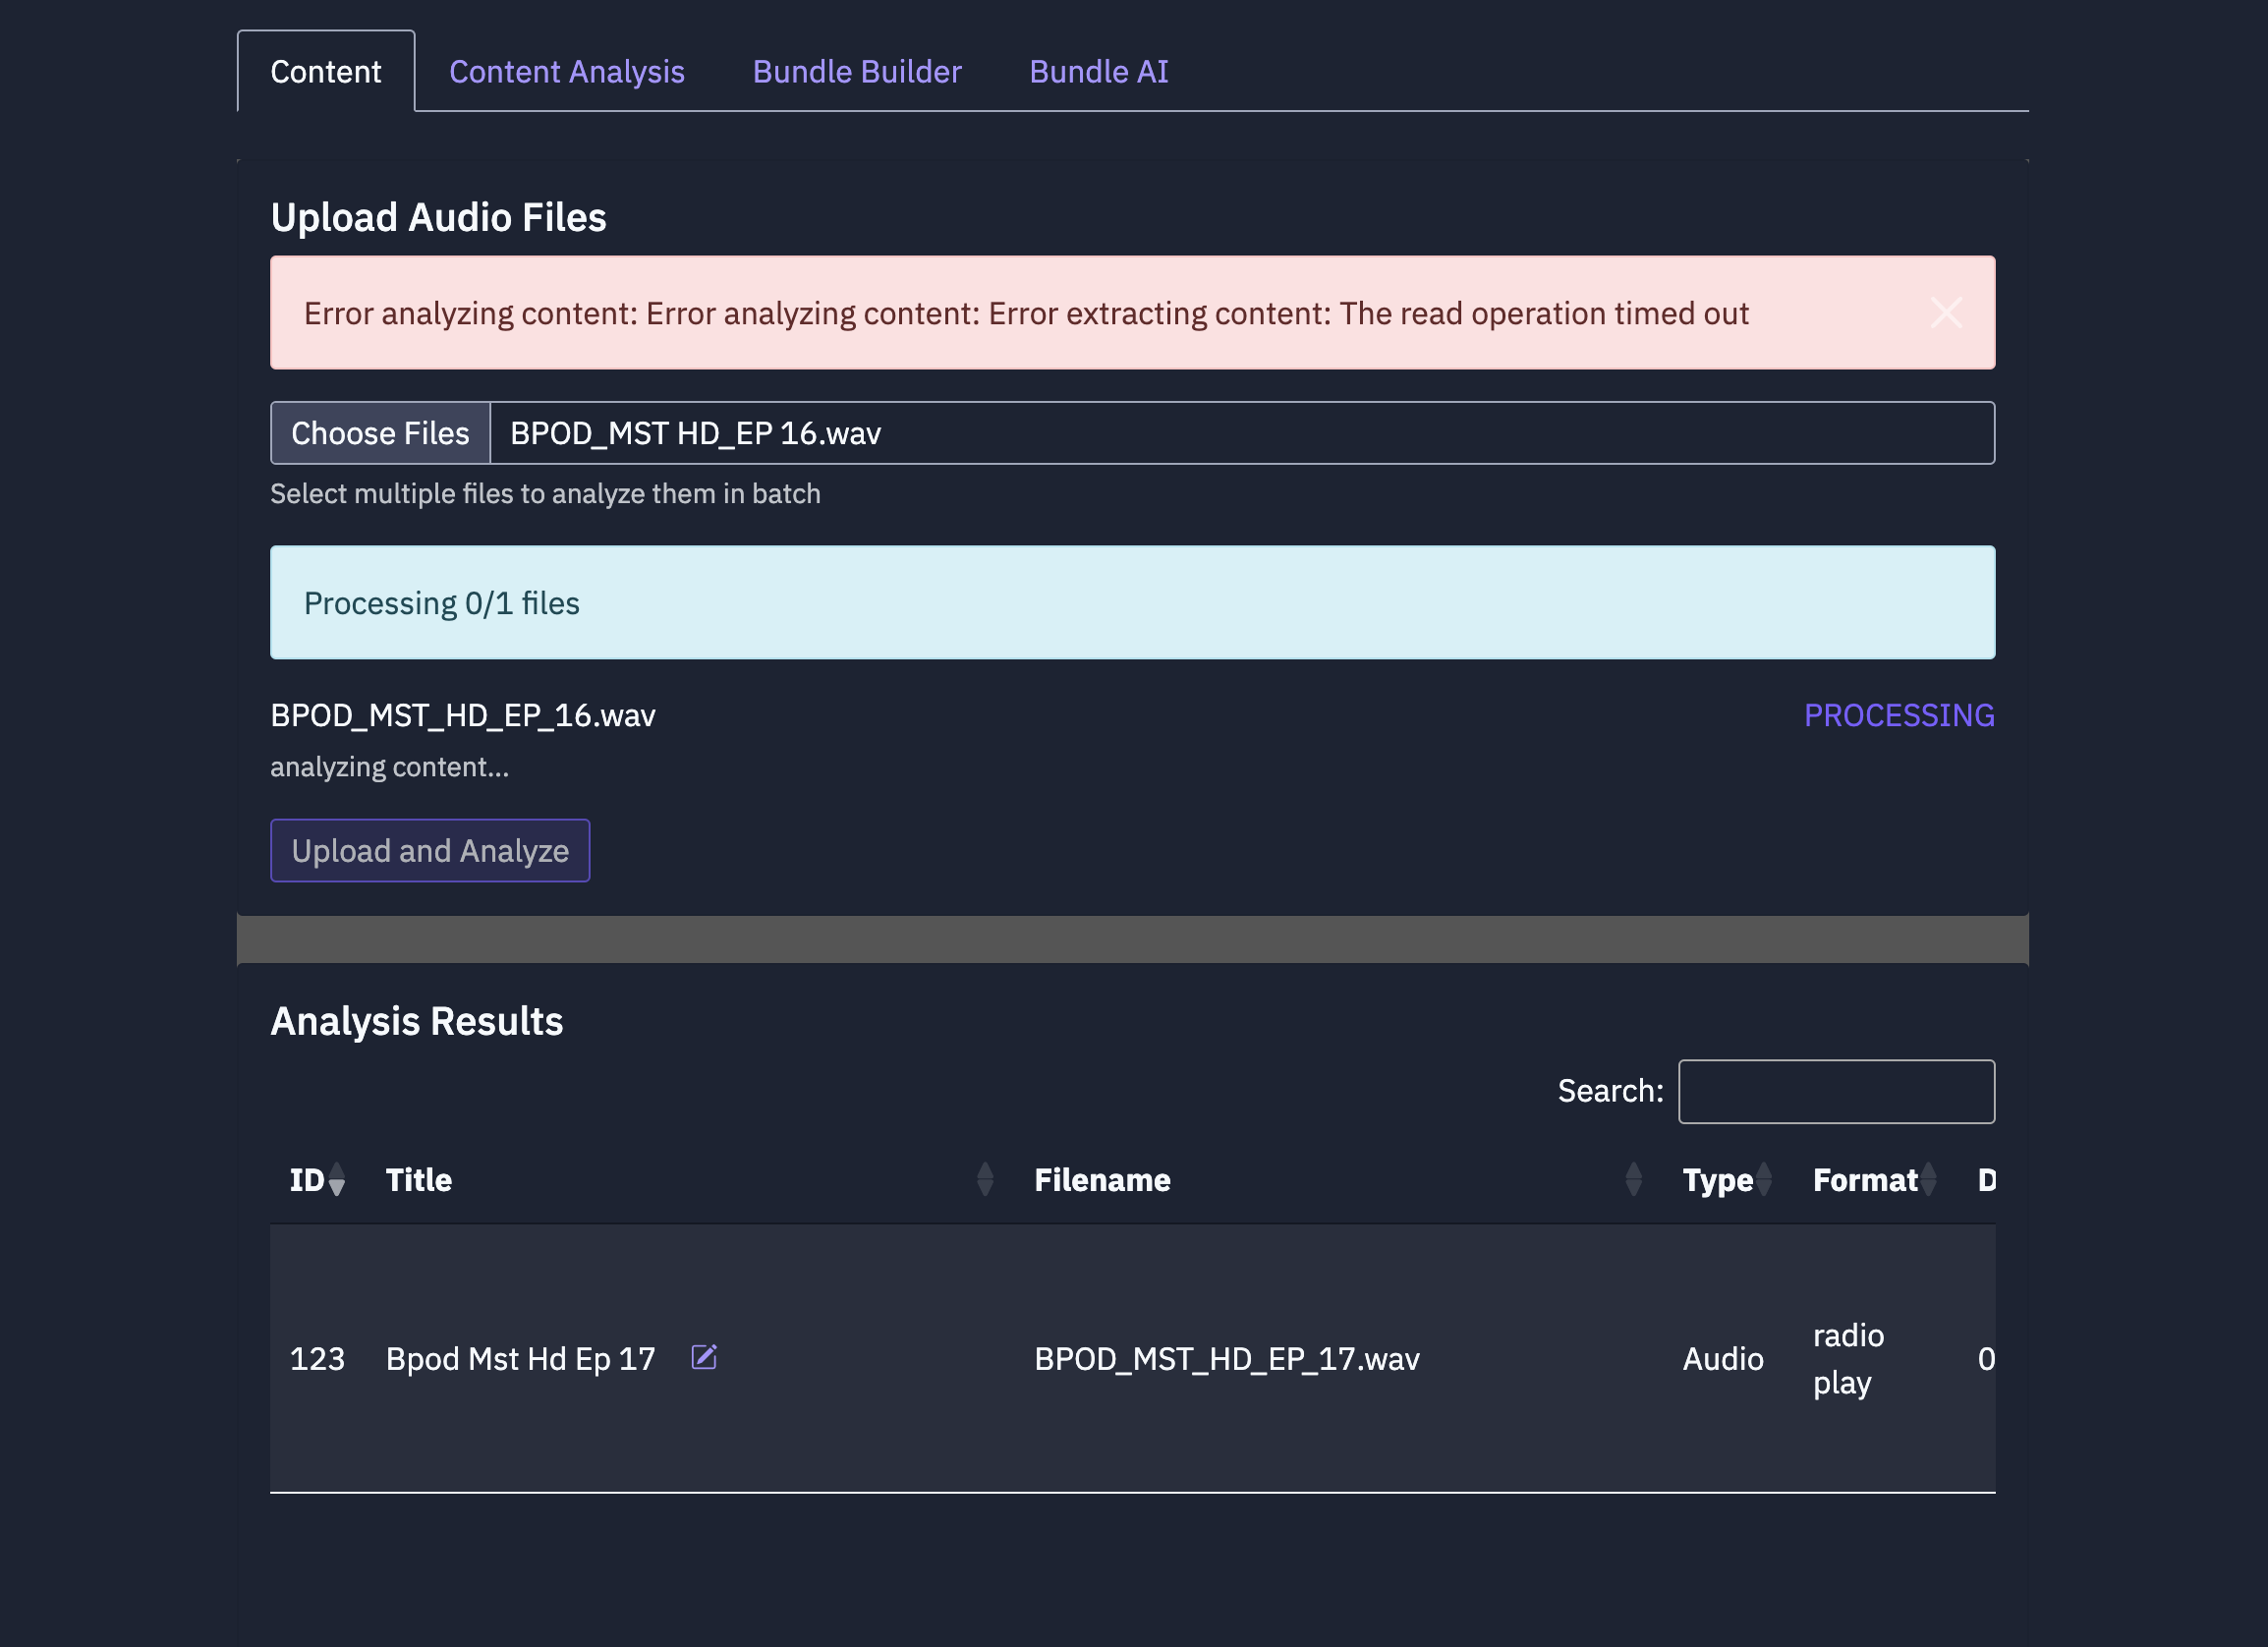 Content Content Analysis Bundle Builder Bundle AI
Upload Audio Files
Error analyzing content: Error analyzing content: Error extracting content: The read operation timed out
Choose Files BPOD_MST HD_EP 16.wav
Select multiple files to analyze them in batch
Processing 0/1 files
BPOD_MST_HD_EP_16.wav PROCESSING
analyzing content...
Upload and Analyze
Analysis Results
Search:
ID Title Filename Type Format D
123 Bpod Mst Hd Ep 17 BPOD_MST_HD_EP_17.wav Audio radio play 0